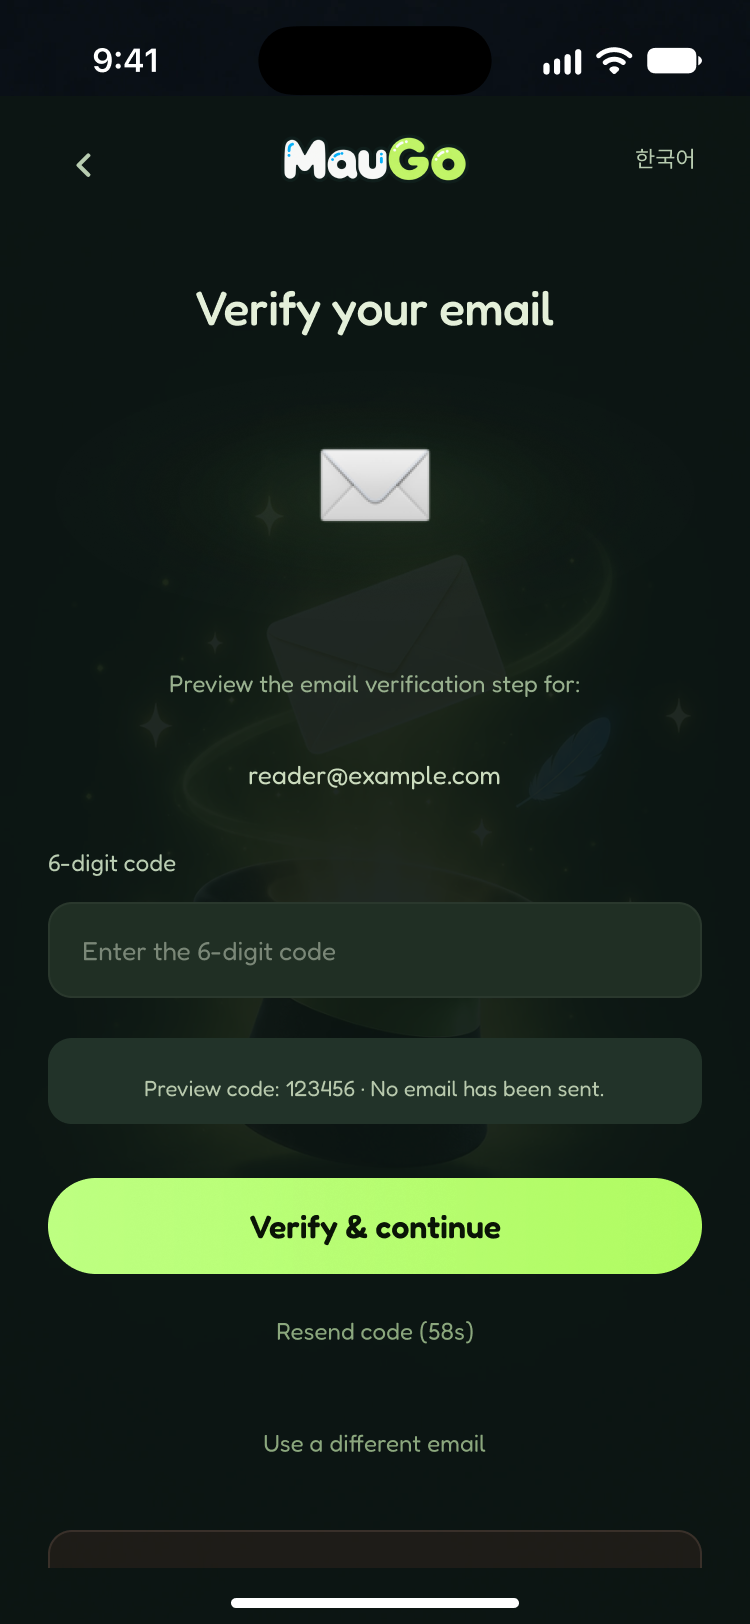 9:41
MauGo
한국어
Verify your email
Preview the email verification step for:
reader@example.com
6-digit code
Enter the 6-digit code
Preview code: 123456 · No email has been sent.
Verify & continue
Resend code (58s)
Use a different email